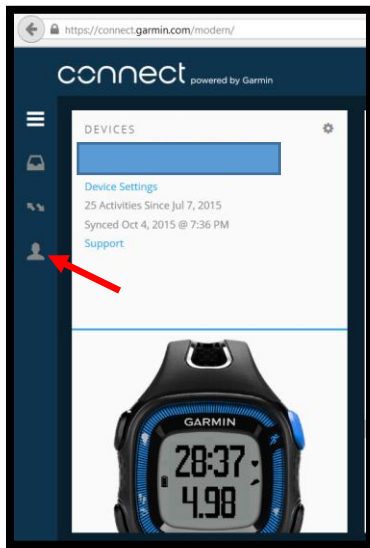 https://connect.garmin.com/modern/
connect powered by Garmin
DEVICES
Device Settings
25 Activities Since Jul 7, 2015
Synced Oct 4, 2015 @ 7:36 PM
Support
GARMIN
28:37
4.98